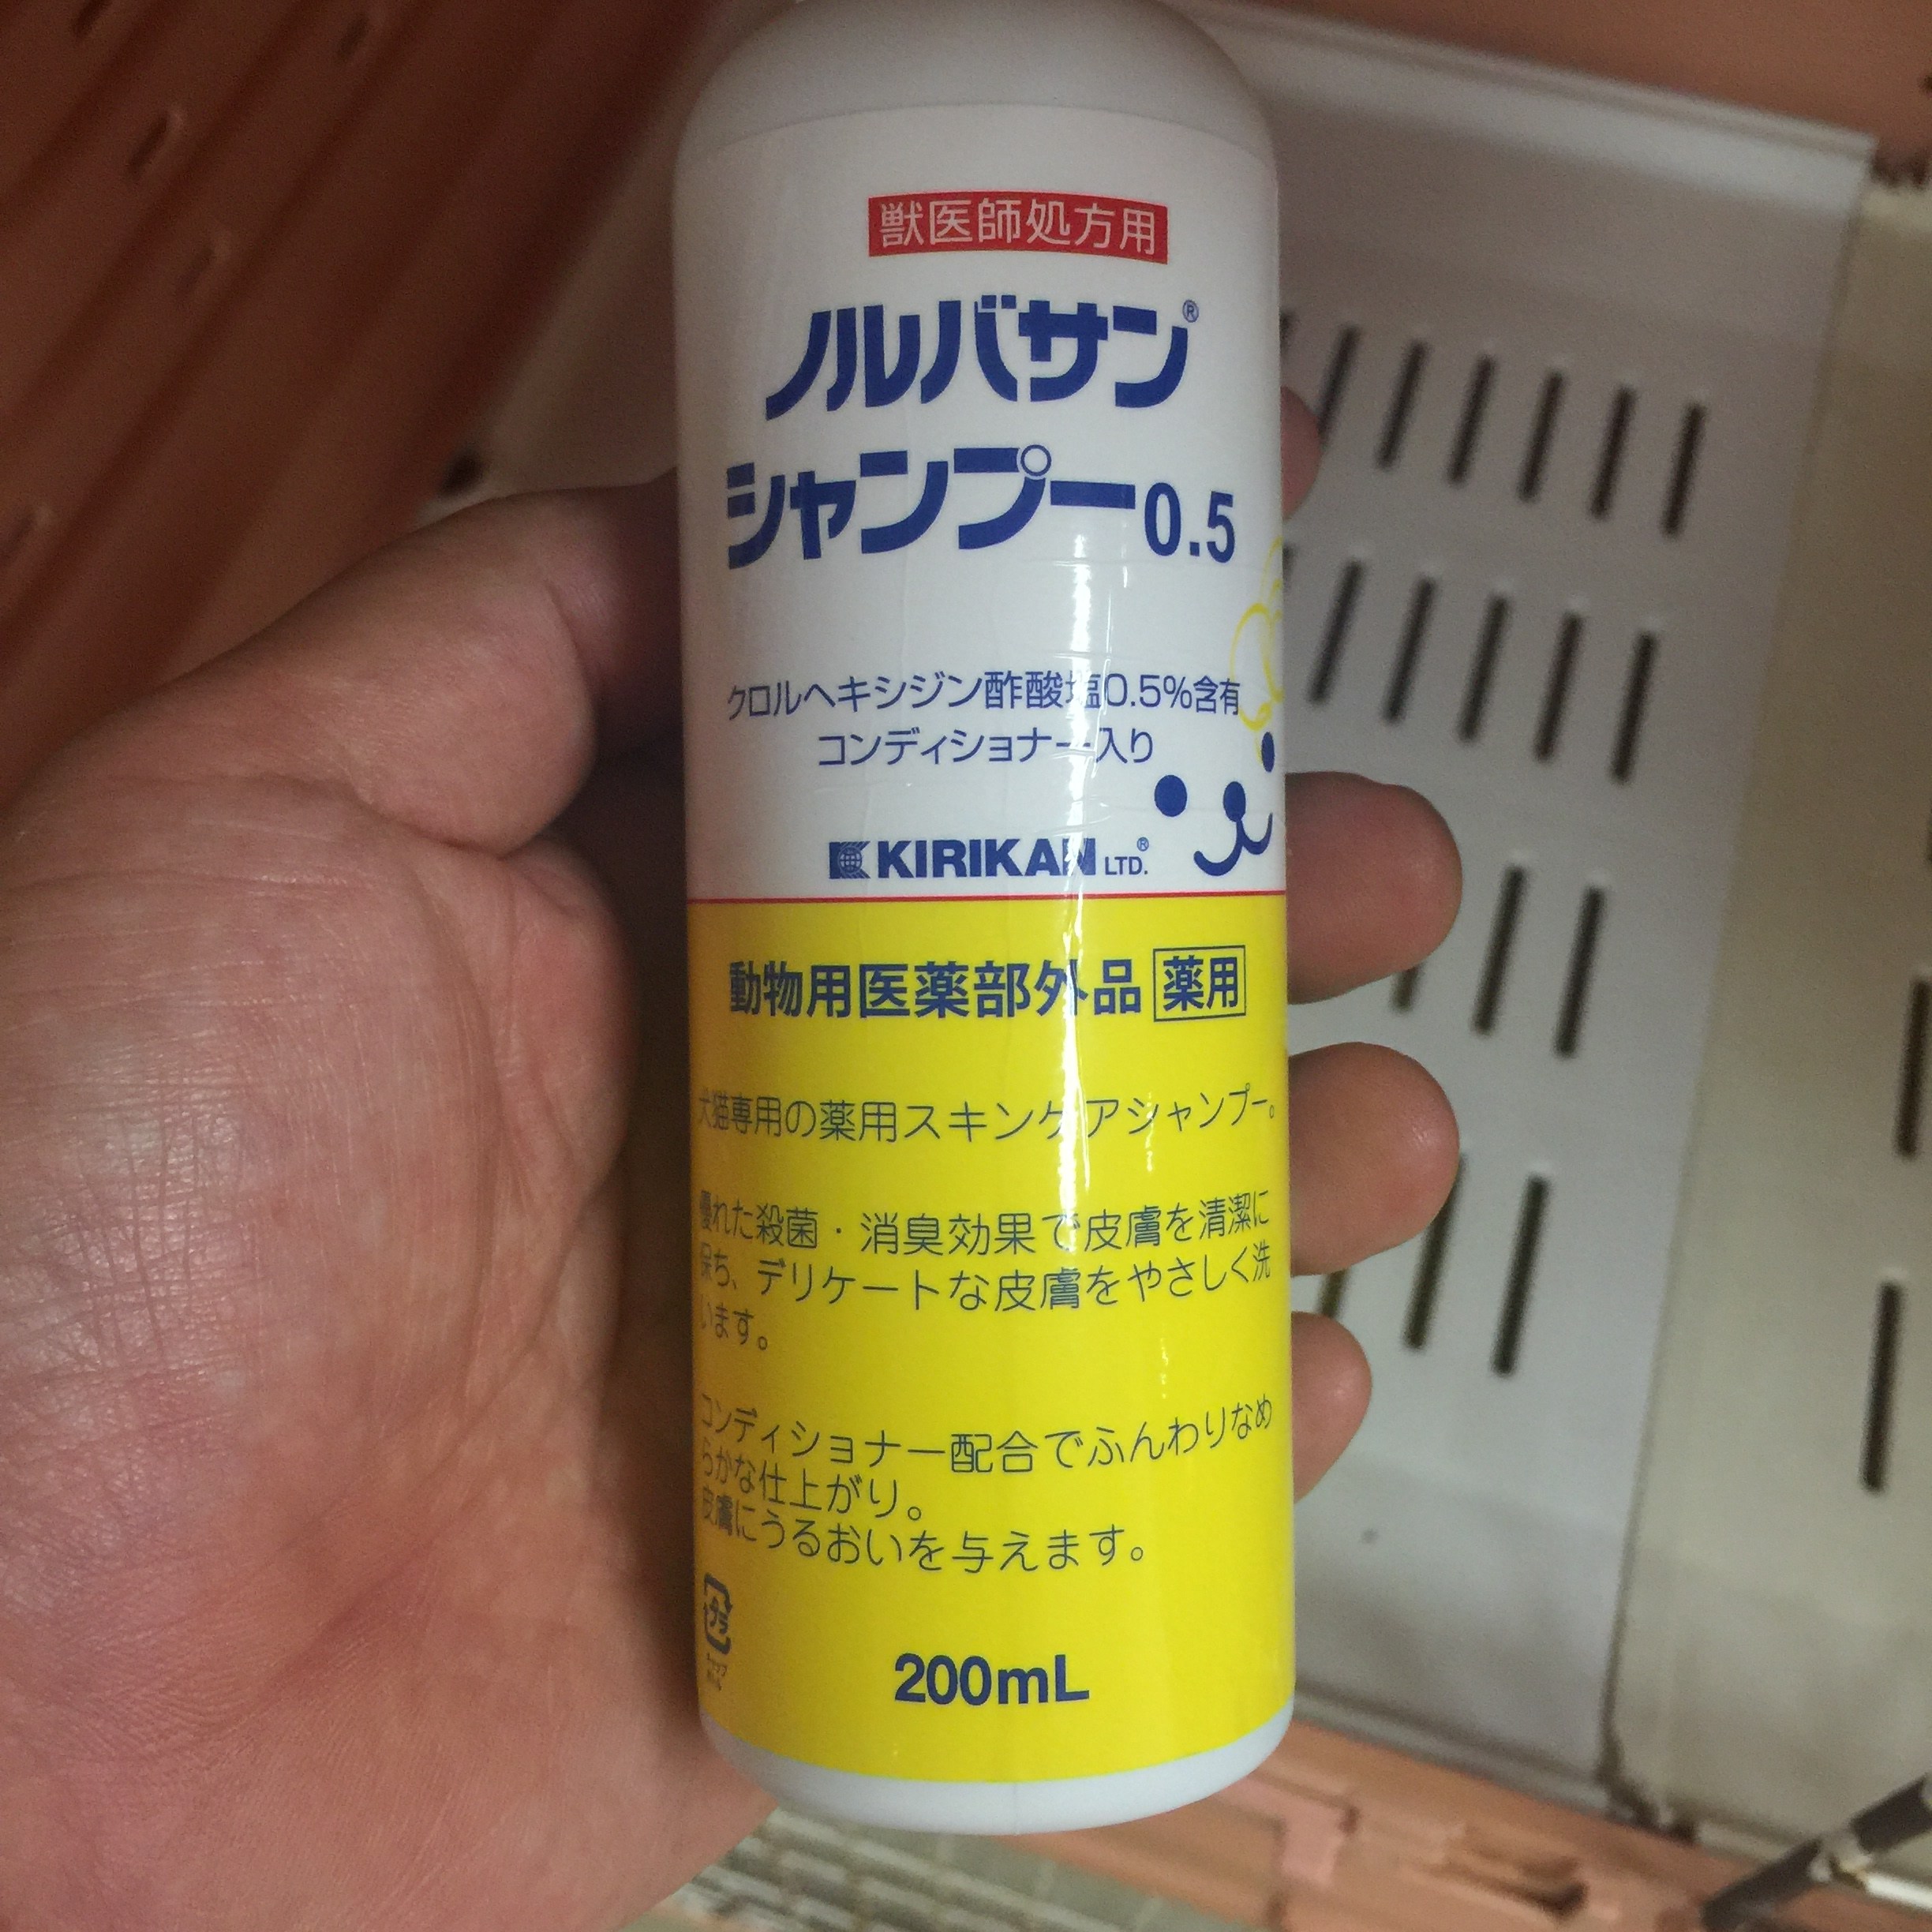 獣医師処方用
ノルバサン®
シャンプー0.5
クロルヘキシジン酢酸塩0.5%含有
コンディショナー入り
KIRIKAN LTD.®
動物用医薬部外品 薬用
犬猫専用の薬用スキンケアシャンプー。
優れた殺菌・消臭効果で皮膚を清潔に
保ち、デリケートな皮膚をやさしく洗
います。
コンディショナー配合でふんわりなめ
らかな仕上がり。
皮膚にうるおいを与えます。
プラ
200mL